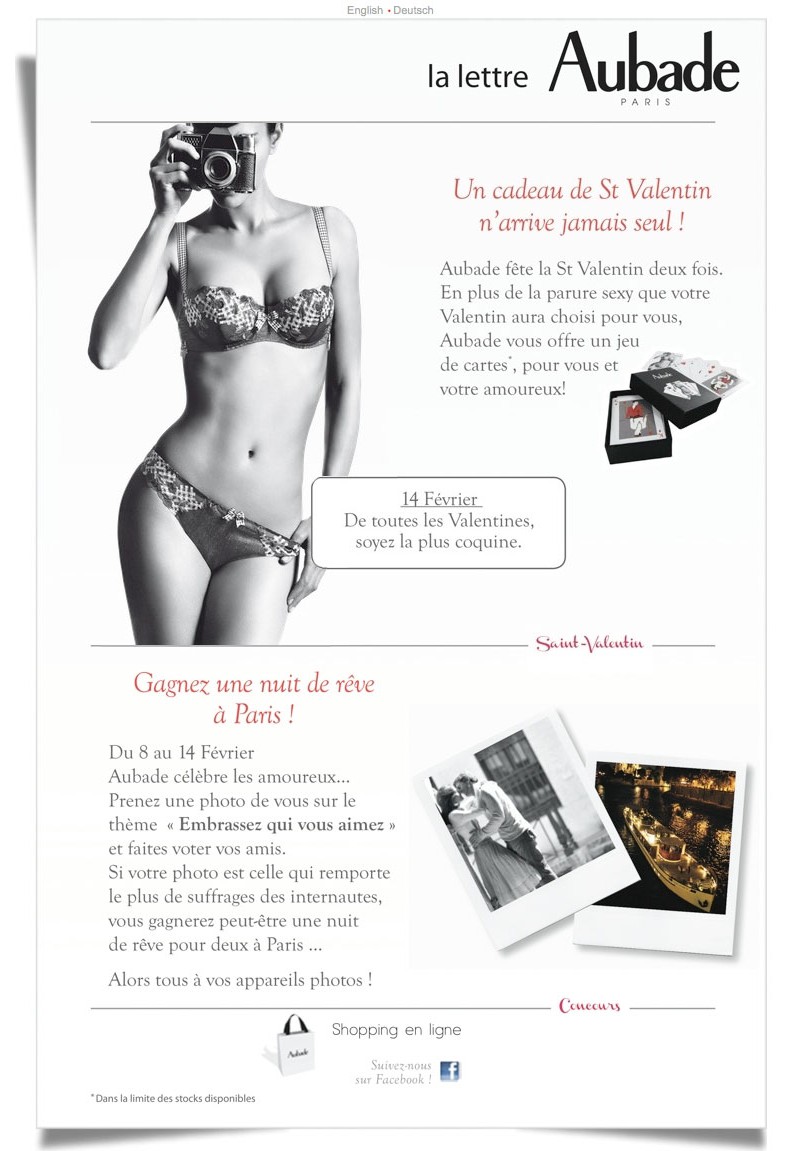 English • Deutsch
la lettre Aubade
PARIS
Un cadeau de St Valentin
n'arrive jamais seul !
Aubade fête la St Valentin deux fois.
En plus de la parure sexy que votre
Valentin aura choisi pour vous,
Aubade vous offre un jeu
de cartes*, pour vous et
votre amoureux!
Aubade
14 Février
De toutes les Valentines,
soyez la plus coquine.
Saint-Valentin
Gagnez une nuit de rêve
à Paris !
Du 8 au 14 Février
Aubade célèbre les amoureux...
Prenez une photo de vous sur le
thème « Embrassez qui vous aimez »
et faites voter vos amis.
Si votre photo est celle qui remporte
le plus de suffrages des internautes,
vous gagnerez peut-être une nuit
de rêve pour deux à Paris ...
Alors tous à vos appareils photos !
Concours
Aubade
Shopping en ligne
Suivez-nous
sur Facebook !
f
*Dans la limite des stocks disponibles